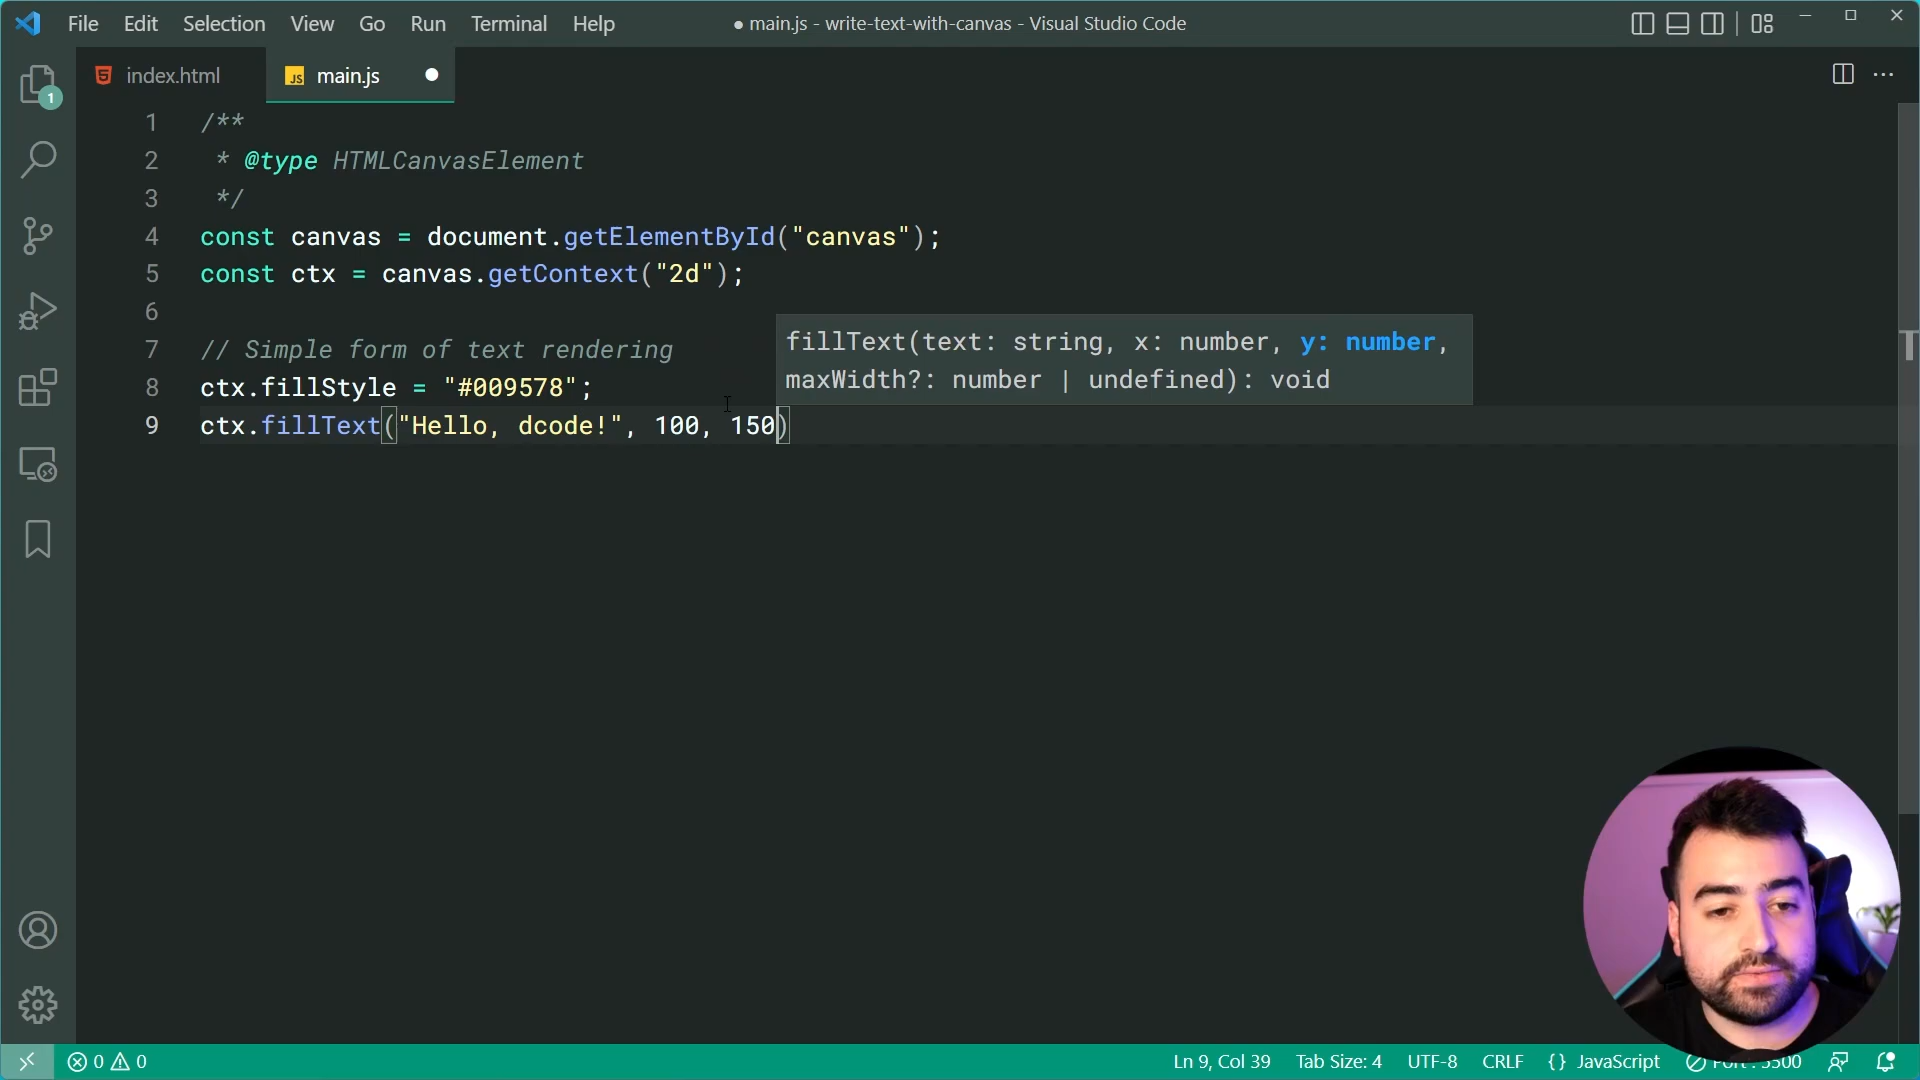 File Edit Selection View Go Run Terminal Help
● main.js - write-text-with-canvas - Visual Studio Code
1
index.html
JS main.js
1 /**
2 * @type HTMLCanvasElement
3 */
4 const canvas = document.getElementById("canvas");
5 const ctx = canvas.getContext("2d");
6
7 // Simple form of text rendering
8 ctx.fillStyle = "#009578";
9 ctx.fillText("Hello, dcode!", 100, 150)
fillText(text: string, x: number, y: number,
maxWidth?: number | undefined): void
0 0
Ln 9, Col 39 Tab Size: 4 UTF-8 CRLF {} JavaScript Port : 5500